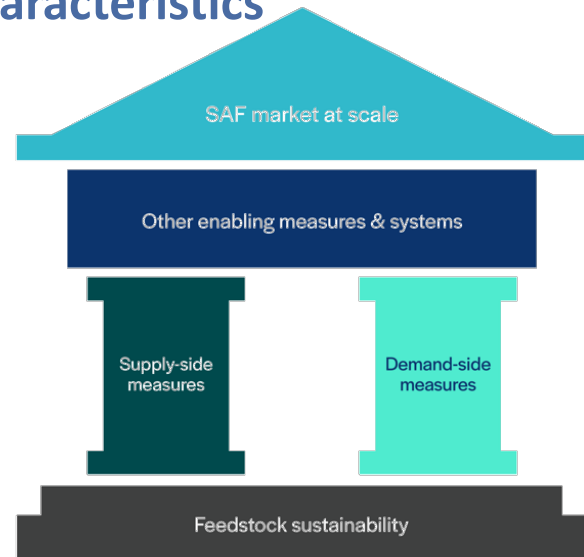 aracteristics
SAF market at scale
Other enabling measures & systems
Supply-side
measures
Demand-side
measures
Feedstock sustainability